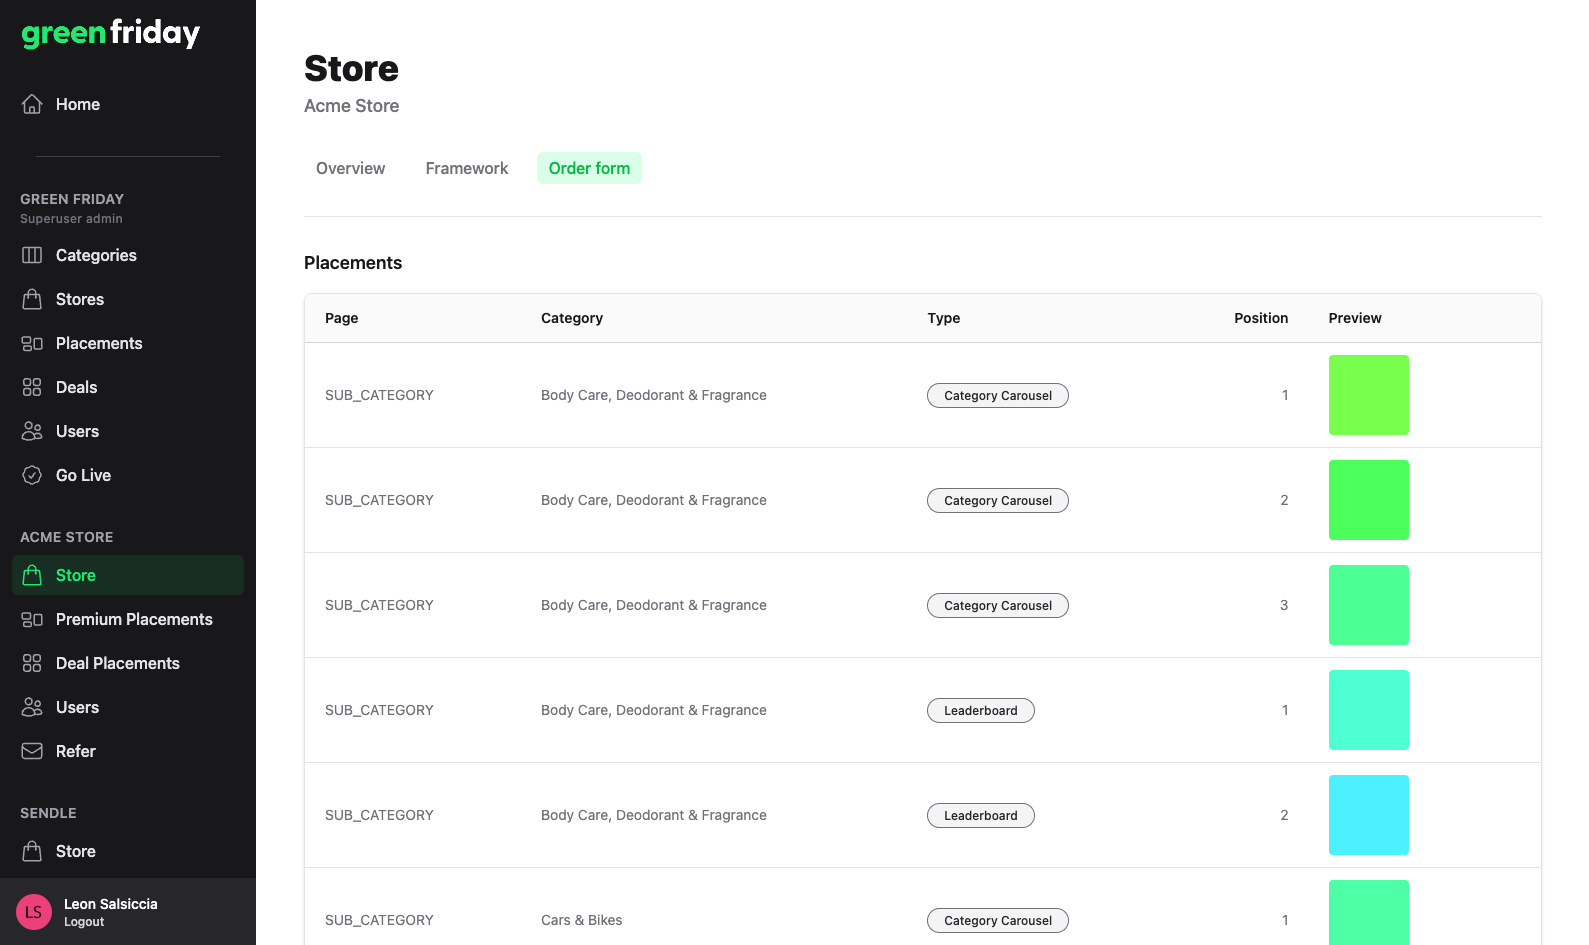 greenfriday
Home
GREEN FRIDAY
Superuser admin
Categories
Stores
Placements
Deals
Users
Go Live
ACME STORE
Store
Premium Placements
Deal Placements
Users
Refer
SENDLE
Store
LS
Leon Salsiccia
Logout
Store
Acme Store
Overview Framework Order form
Placements
Page Category Type Position Preview
SUB_CATEGORY Body Care, Deodorant & Fragrance Category Carousel 1
SUB_CATEGORY Body Care, Deodorant & Fragrance Category Carousel 2
SUB_CATEGORY Body Care, Deodorant & Fragrance Category Carousel 3
SUB_CATEGORY Body Care, Deodorant & Fragrance Leaderboard 1
SUB_CATEGORY Body Care, Deodorant & Fragrance Leaderboard 2
SUB_CATEGORY Cars & Bikes Category Carousel 1